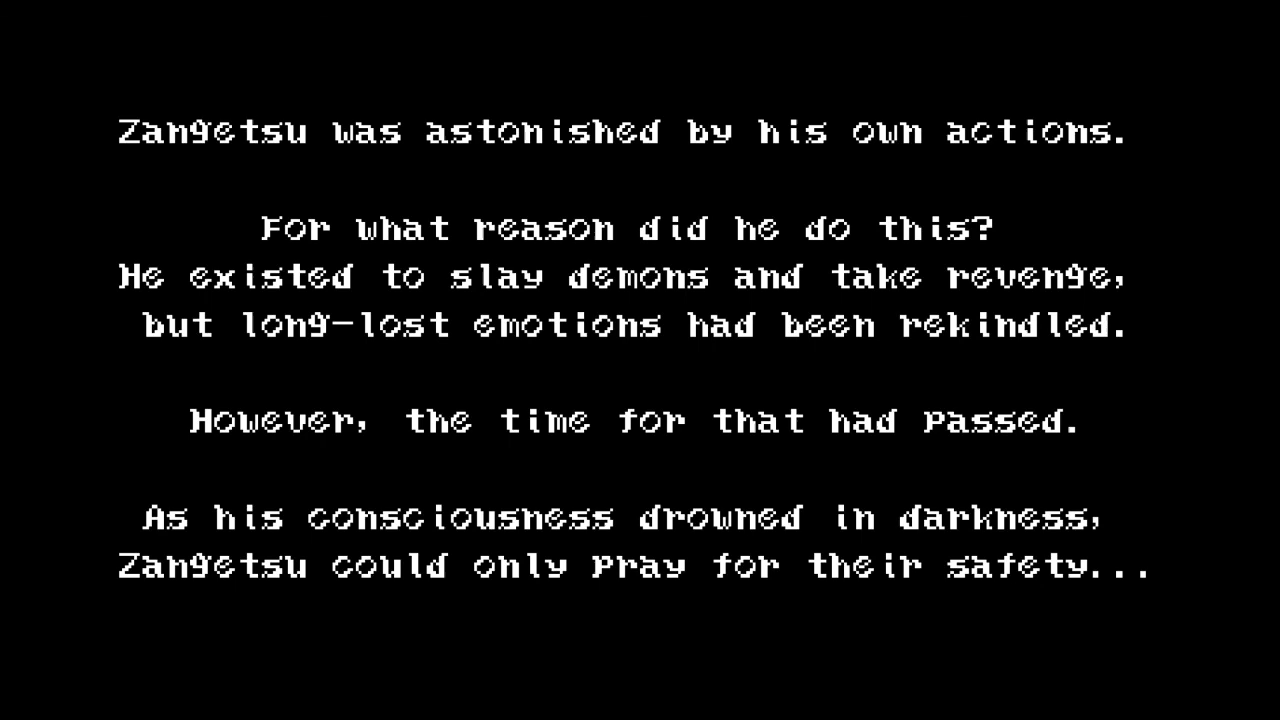 Zangetsu was astonished by his own actions.
For what reason did he do this?
He existed to slay demons and take revenge,
but long-lost emotions had been rekindled.
However, the time for that had passed.
As his consciousness drowned in darkness,
Zangetsu could only pray for their safety...